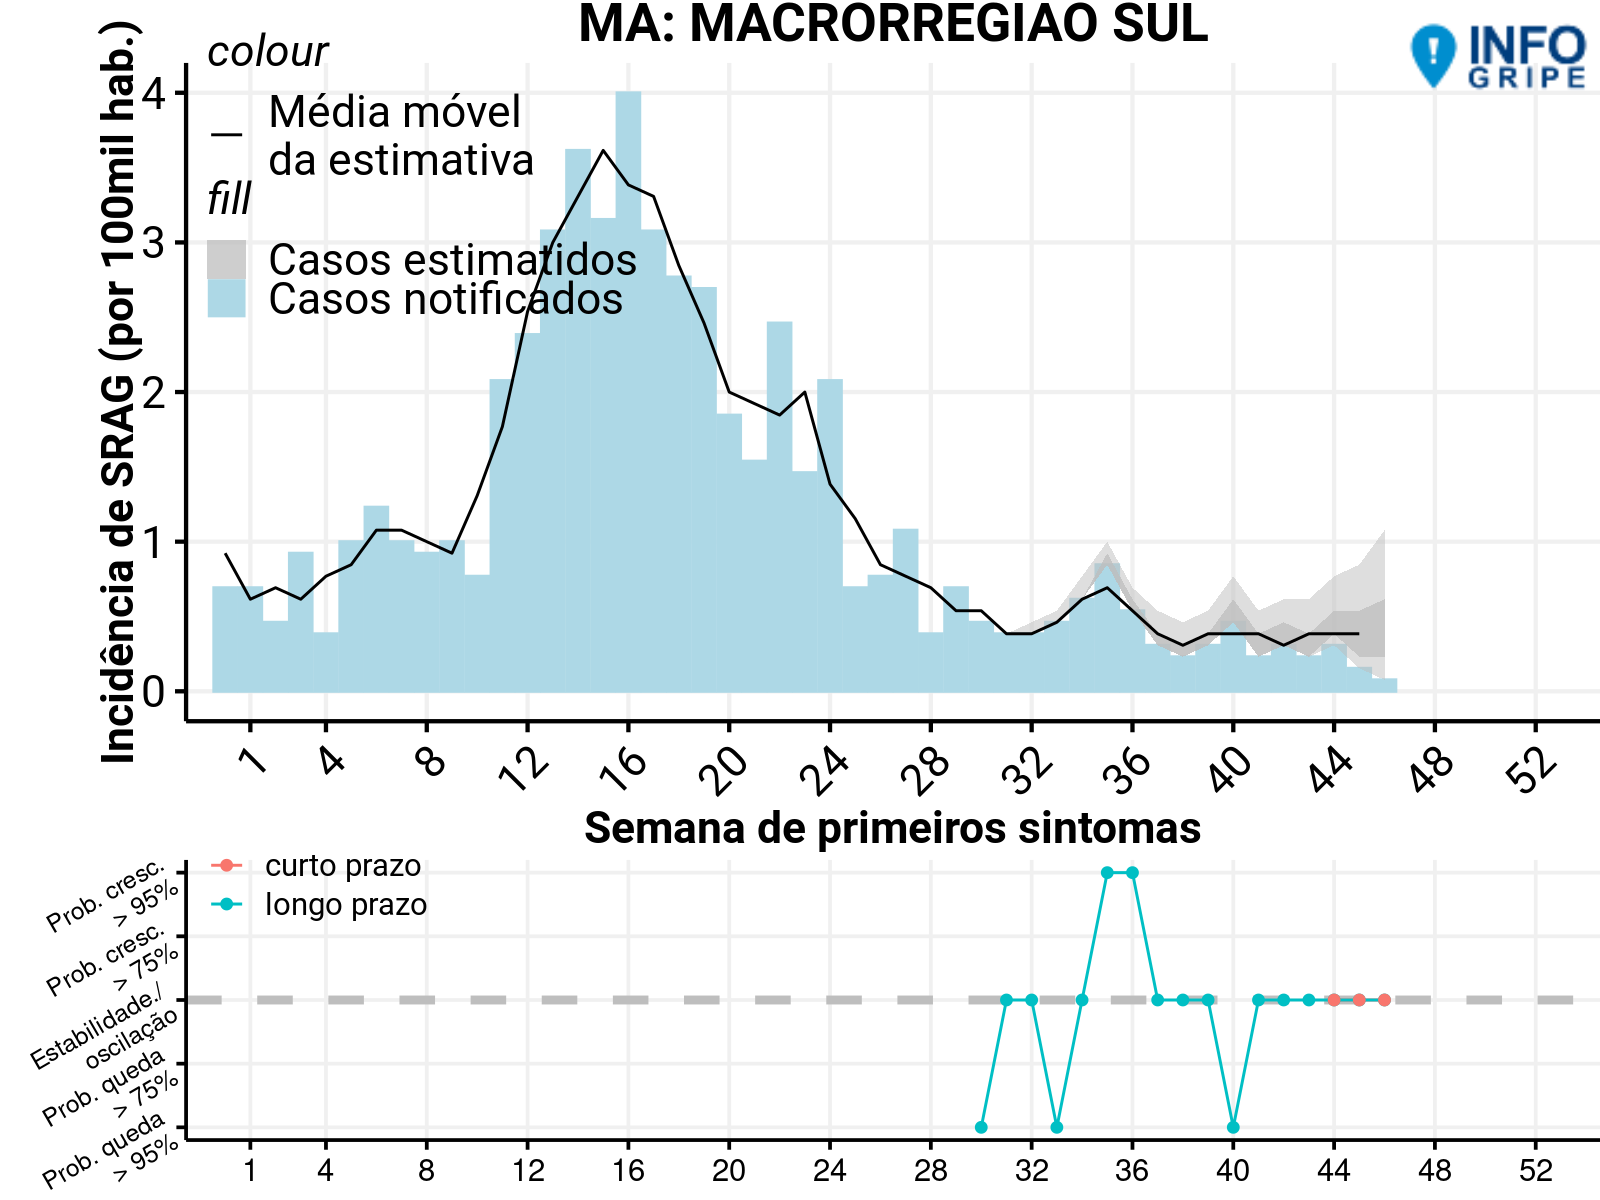 MA: MACRORREGIAO SUL
INFO
GRIPE
colour
Média móvel
da estimativa
fill
Casos estimatidos
Casos notificados
Incidência de SRAG (por 100mil hab.)
4
3
2
1
0
1 4 8 12 16 20 24 28 32 36 40 44 48 52
Semana de primeiros sintomas
curto prazo
longo prazo
Prob. cresc.
> 95%
Prob. cresc.
> 75%
Estabilidade./
oscilação
Prob. queda
> 75%
Prob. queda
> 95%
1 4 8 12 16 20 24 28 32 36 40 44 48 52